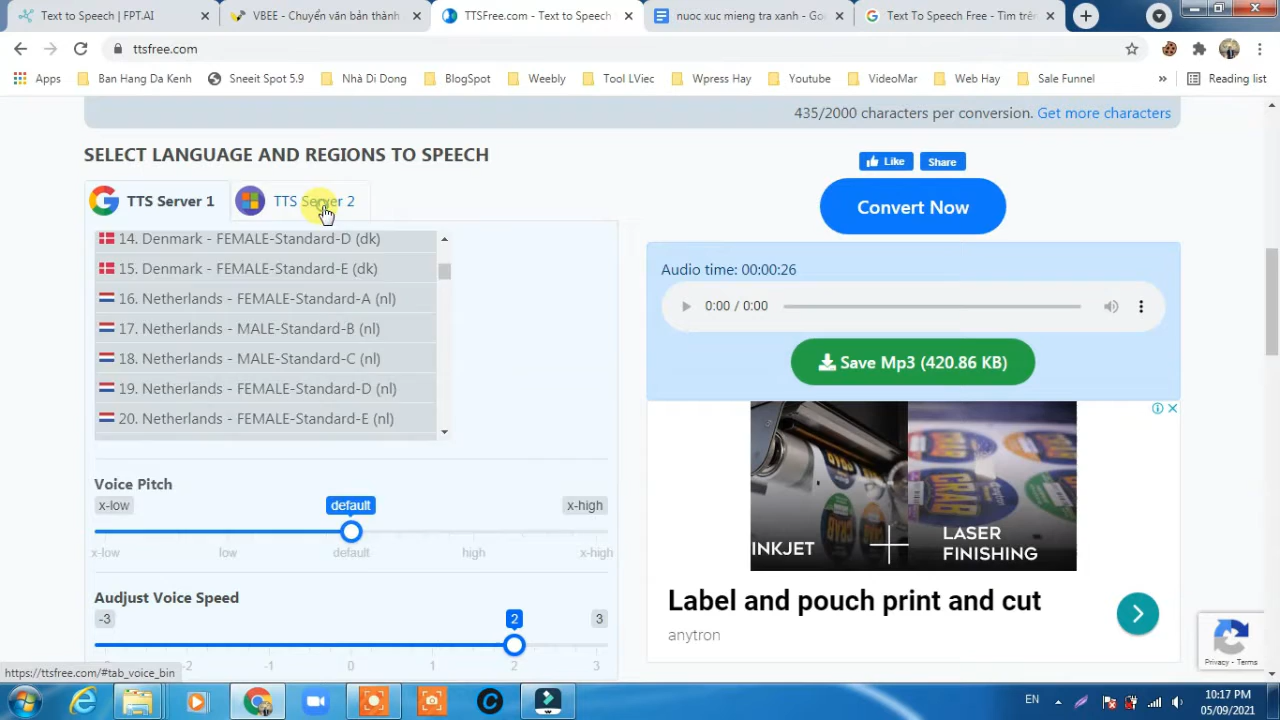 Text to Speech | FPT.AI
VBEE - Chuyển văn bản thành
TTSFree.com - Text to Speech
nuoc xuc mieng tra xanh - Go
Text To Speech Free - Tìm trên
ttsfree.com
Apps
Ban Hang Da Kenh
Sneeit Spot 5.9
Nhà Di Dong
BlogSpot
Weebly
Tool LViec
Wpress Hay
Youtube
VideoMar
Web Hay
Sale Funnel
»
Reading list
435/2000 characters per conversion. Get more characters
SELECT LANGUAGE AND REGIONS TO SPEECH
Like
Share
TTS Server 1
TTS Server 2
Convert Now
14. Denmark - FEMALE-Standard-D (dk)
15. Denmark - FEMALE-Standard-E (dk)
16. Netherlands - FEMALE-Standard-A (nl)
17. Netherlands - MALE-Standard-B (nl)
18. Netherlands - MALE-Standard-C (nl)
19. Netherlands - FEMALE-Standard-D (nl)
20. Netherlands - FEMALE-Standard-E (nl)
Audio time: 00:00:26
0:00 / 0:00
Save Mp3 (420.86 KB)
Voice Pitch
x-low
default
x-high
x-low
low
default
high
x-high
Audjust Voice Speed
-3
2
3
-2
-1
0
1
2
3
INKJET
LASER
FINISHING
Label and pouch print and cut
anytron
Privacy - Terms
https://ttsfree.com/#tab_voice_bin
EN
10:17 PM
05/09/2021